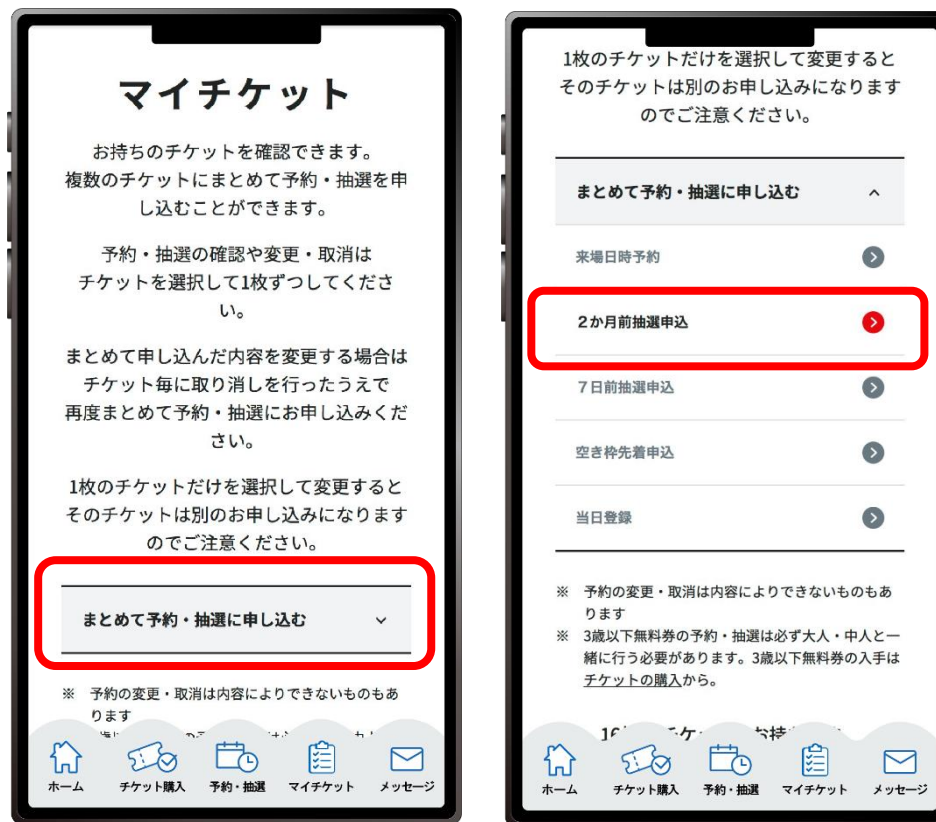 マイチケット
お持ちのチケットを確認できます。
複数のチケットにまとめて予約・抽選を申
し込むことができます。
予約・抽選の確認や変更・取消は
チケットを選択して1枚ずつしてくださ
い。
まとめて申し込んだ内容を変更する場合は
チケット毎に取り消しを行ったうえで
再度まとめて予約・抽選にお申し込みくだ
さい。
1枚のチケットだけを選択して変更すると
そのチケットは別のお申し込みになります
のでご注意ください。
まとめて予約・抽選に申し込む
※ 予約の変更・取消は内容によりできないものもあ
ります
ホーム チケット購入 予約・抽選 マイチケット メッセージ
1枚のチケットだけを選択して変更すると
そのチケットは別のお申し込みになります
のでご注意ください。
まとめて予約・抽選に申し込む
来場日時予約
2か月前抽選申込
7日前抽選申込
空き枠先着申込
当日登録
※ 予約の変更・取消は内容によりできないものもあ
ります
※ 3歳以下無料券の予約・抽選は必ず大人・中人と一
緒に行う必要があります。3歳以下無料券の入手は
チケットの購入から。
ホーム チケット購入 予約・抽選 マイチケット メッセージ